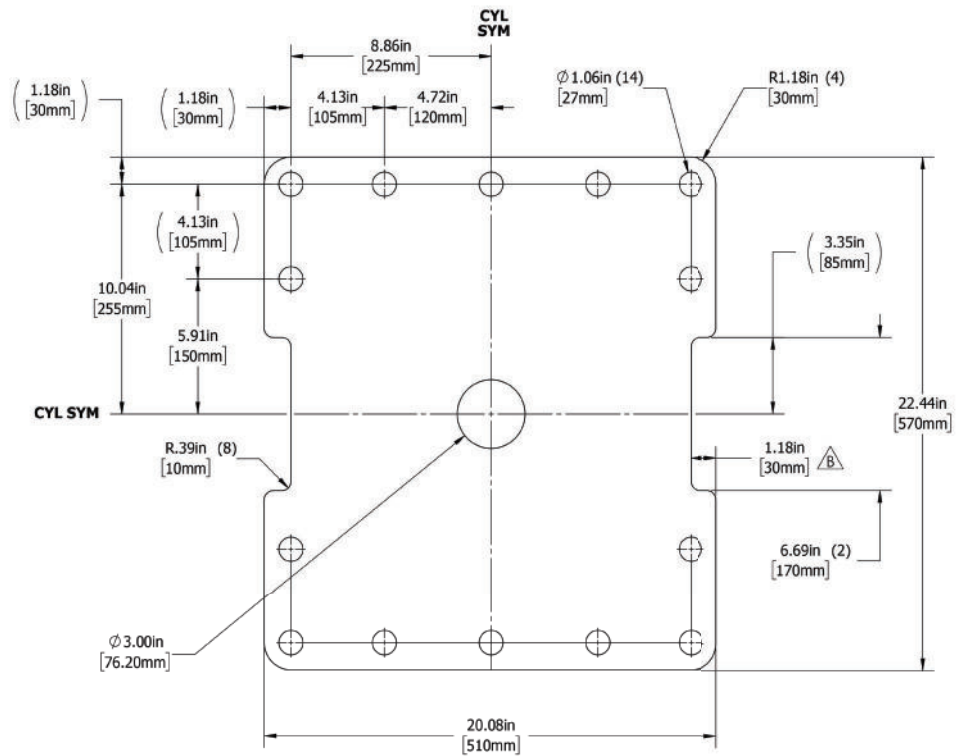 CYL
SYM
8.86in
[225mm]
( 1.18in
[30mm] )
( 1.18in
[30mm] )
4.13in
[105mm]
4.72in
[120mm]
Ø1.06in (14)
[27mm]
R1.18in (4)
[30mm]
( 4.13in
[105mm] )
( 3.35in
[85mm] )
10.04in
[255mm]
5.91in
[150mm]
CYL SYM
22.44in
[570mm]
R.39in (8)
[10mm]
1.18in
[30mm] B
6.69in (2)
[170mm]
Ø3.00in
[76.20mm]
20.08in
[510mm]